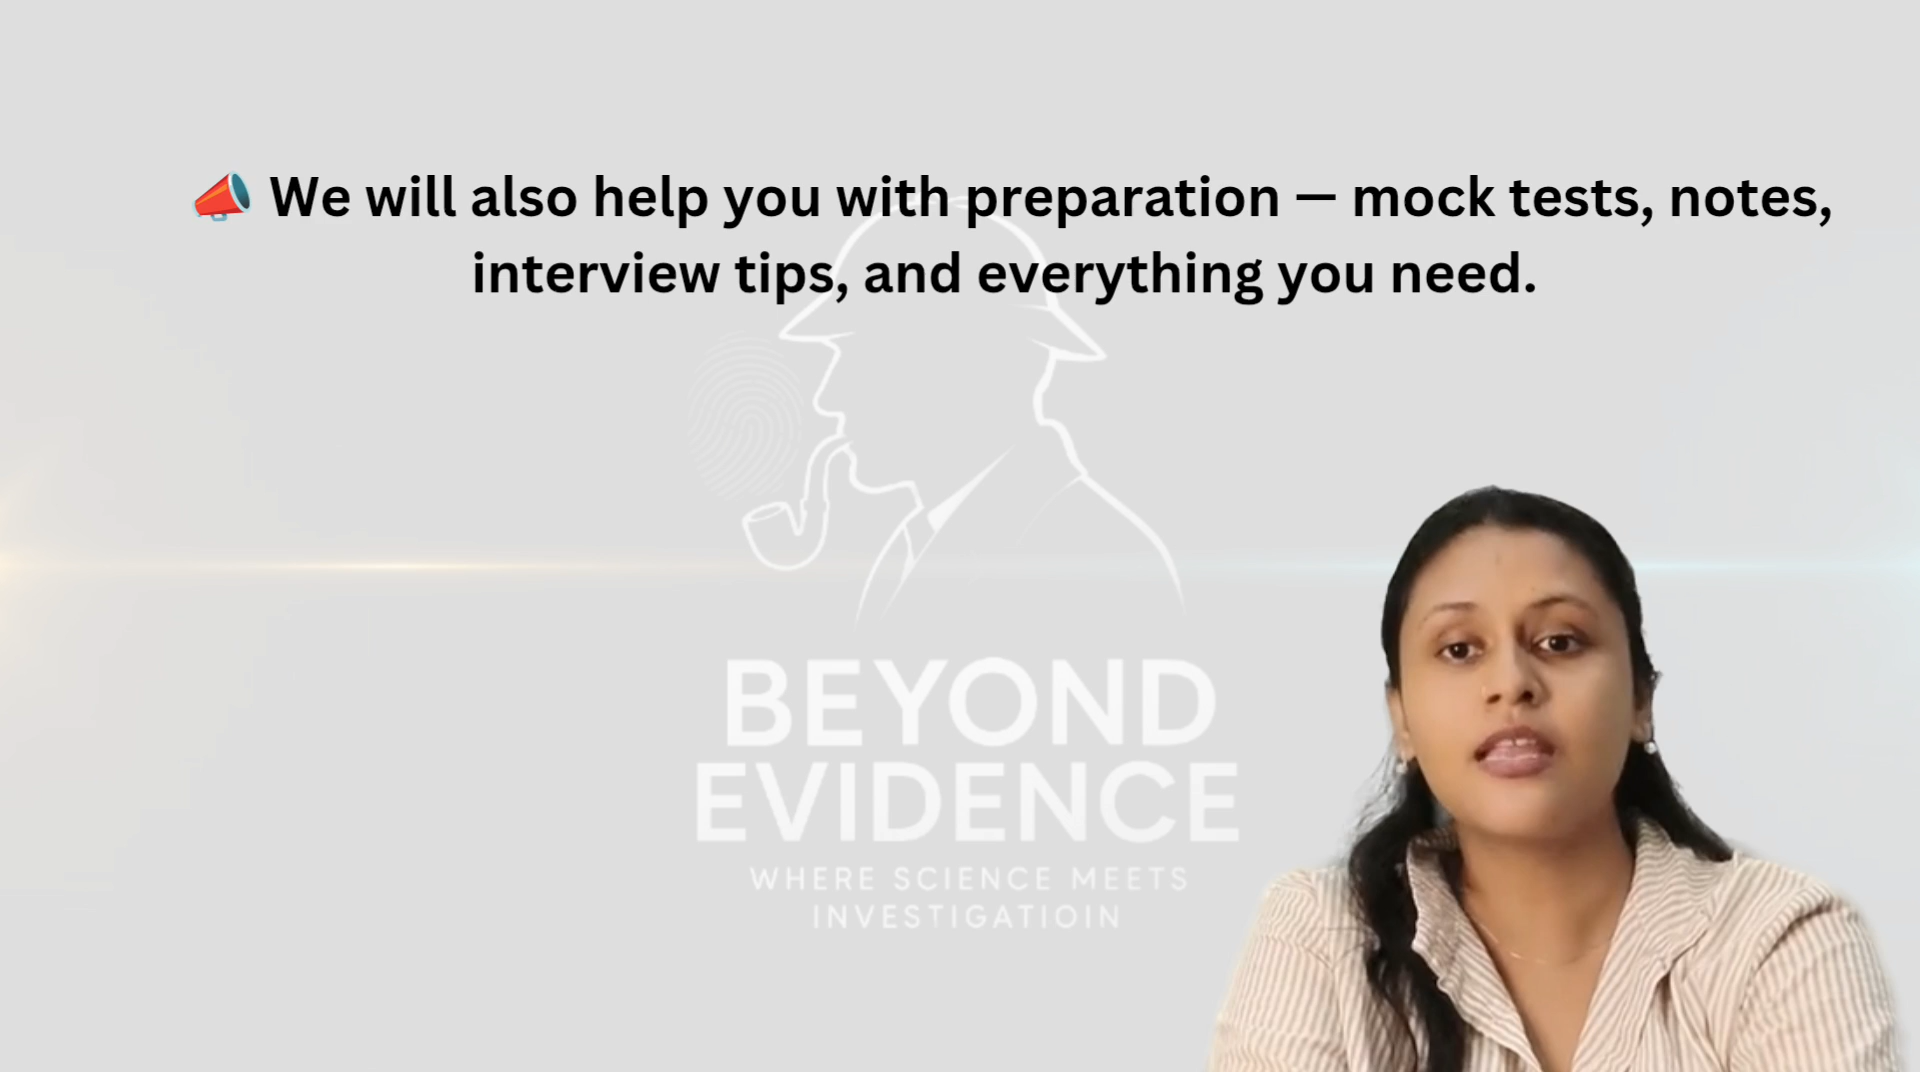 📣 We will also help you with preparation — mock tests, notes,
interview tips, and everything you need.
BEYOND
EVIDENCE
WHERE SCIENCE MEETS
INVESTIGATIOIN